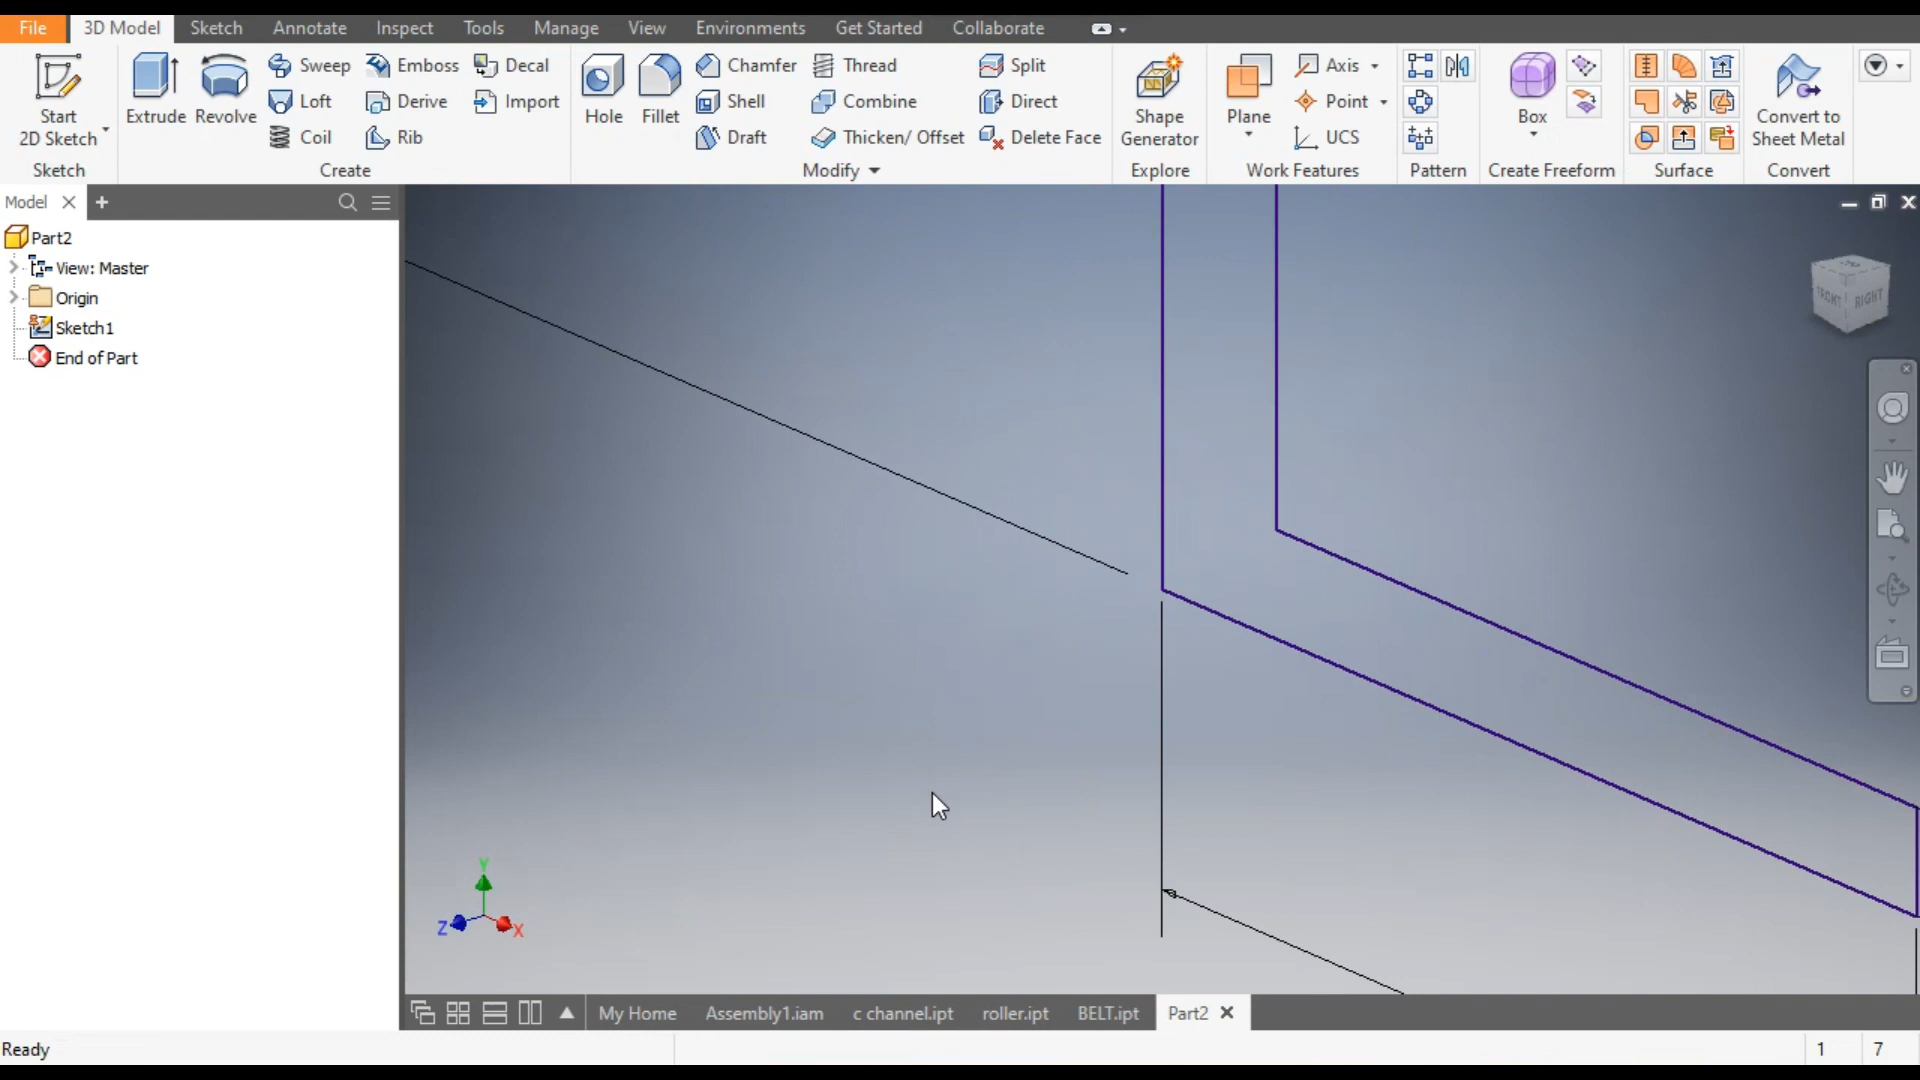 File 3D Model Sketch Annotate Inspect Tools Manage View Environments Get Started Collaborate
Start
2D Sketch
Extrude Revolve
Sweep Emboss Decal
Loft Derive Import
Coil Rib
Hole Fillet
Chamfer Thread Split
Shell Combine Direct
Draft Thicken/ Offset Delete Face
Shape
Generator
Plane
Axis
Point
UCS
Box
Convert to
Sheet Metal
Sketch Create Modify Explore Work Features Pattern Create Freeform Surface Convert
Model
Part2
View: Master
Origin
Sketch1
End of Part
FRONT RIGHT
Y
Z X
My Home Assembly1.iam c channel.ipt roller.ipt BELT.ipt Part2
Ready 1 7